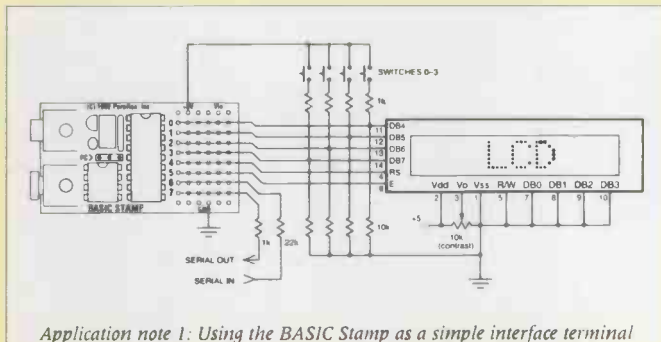 (C) 1992 Parallax, Inc.
+5V
Vin
0
1
2
3
4
5
6
7
BASIC STAMP
Gnd
SERIAL OUT
SERIAL IN
1k
22k
SWITCHES 0–3
1k
10k
DB4
11
DB5
12
DB6
13
DB7
14
RS
4
E
6
LCD
Vdd Vo Vss R/W DB0 DB1 DB2 DB3
2 3 1 5 7 8 9 10
+5
10k
(contrast)
Application note 1: Using the BASIC Stamp as a simple interface terminal